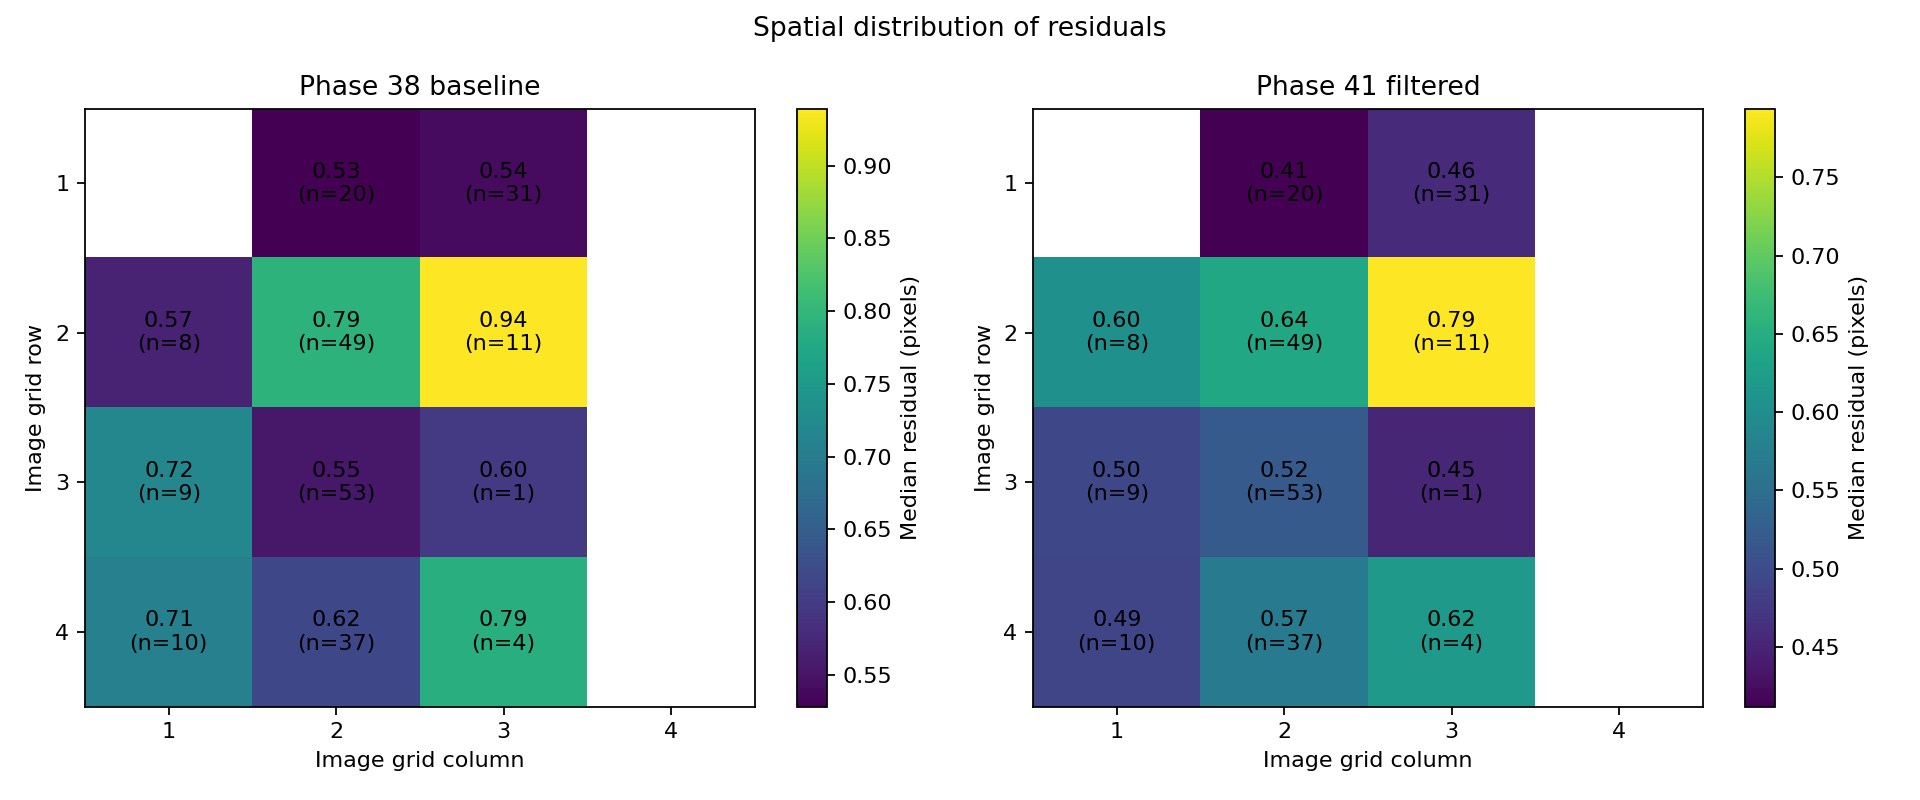 Spatial distribution of residuals
Phase 38 baseline
0.53
(n=20)
0.54
(n=31)
0.57
(n=8)
0.79
(n=49)
0.94
(n=11)
0.72
(n=9)
0.55
(n=53)
0.60
(n=1)
0.71
(n=10)
0.62
(n=37)
0.79
(n=4)
1
2
3
4
Image grid row
1
2
3
4
Image grid column
0.90
0.85
0.80
0.75
0.70
0.65
0.60
0.55
Median residual (pixels)
Phase 41 filtered
0.41
(n=20)
0.46
(n=31)
0.60
(n=8)
0.64
(n=49)
0.79
(n=11)
0.50
(n=9)
0.52
(n=53)
0.45
(n=1)
0.49
(n=10)
0.57
(n=37)
0.62
(n=4)
1
2
3
4
Image grid row
1
2
3
4
Image grid column
0.75
0.70
0.65
0.60
0.55
0.50
0.45
Median residual (pixels)